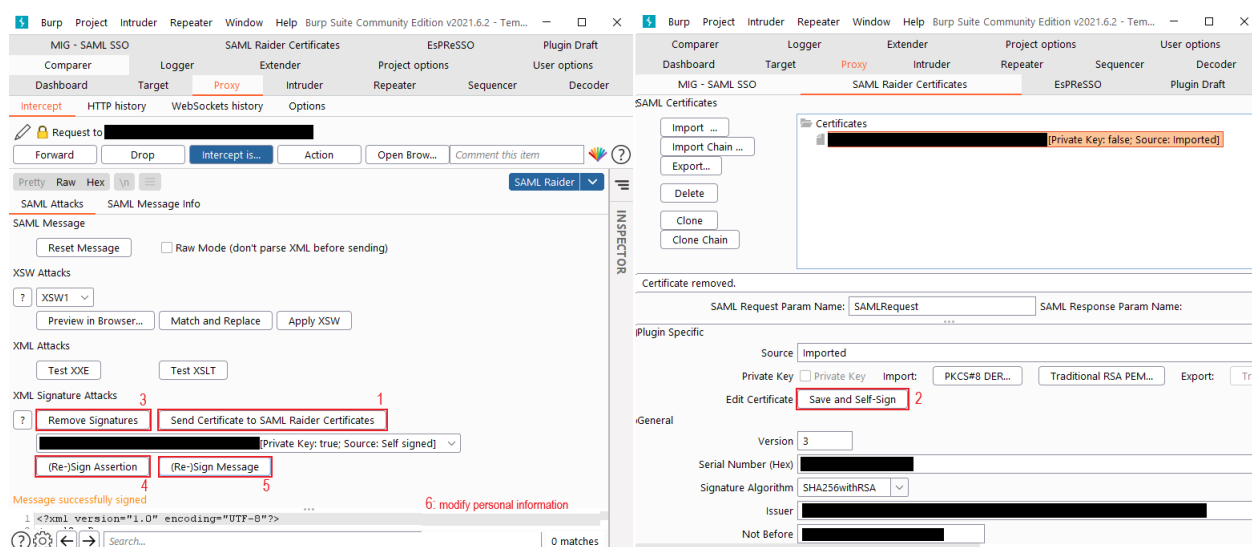 Burp Project Intruder Repeater Window Help Burp Suite Community Edition v2021.6.2 - Tem...
MIG - SAML SSO SAML Raider Certificates EsPReSSO Plugin Draft
Comparer Logger Extender Project options User options
Dashboard Target Proxy Intruder Repeater Sequencer Decoder
Intercept HTTP history WebSockets history Options
Request to
Forward Drop Intercept is... Action Open Brow... Comment this item ?
Pretty Raw Hex \n SAML Raider
SAML Attacks SAML Message Info
INSPECTOR
SAML Message
Reset Message Raw Mode (don't parse XML before sending)
XSW Attacks
? XSW1
Preview in Browser... Match and Replace Apply XSW
XML Attacks
Test XXE Test XSLT
XML Signature Attacks
3 1
? Remove Signatures Send Certificate to SAML Raider Certificates
[Private Key: true; Source: Self signed]
(Re-)Sign Assertion (Re-)Sign Message
4 5
Message successfully signed
6: modify personal information
1 <?xml version="1.0" encoding="UTF-8"?>
? Search... 0 matches
Burp Project Intruder Repeater Window Help Burp Suite Community Edition v2021.6.2 - Tem...
Comparer Logger Extender Project options User options
Dashboard Target Proxy Intruder Repeater Sequencer Decoder
MIG - SAML SSO SAML Raider Certificates EsPReSSO Plugin Draft
SAML Certificates
Import ...
Import Chain ...
Export...
Delete
Clone
Clone Chain
Certificates
[Private Key: false; Source: Imported]
Certificate removed.
SAML Request Param Name: SAMLRequest SAML Response Param Name:
Plugin Specific
Source Imported
Private Key Private Key Import: PKCS#8 DER... Traditional RSA PEM... Export: Tr
Edit Certificate Save and Self-Sign 2
General
Version 3
Serial Number (Hex)
Signature Algorithm SHA256withRSA
Issuer
Not Before